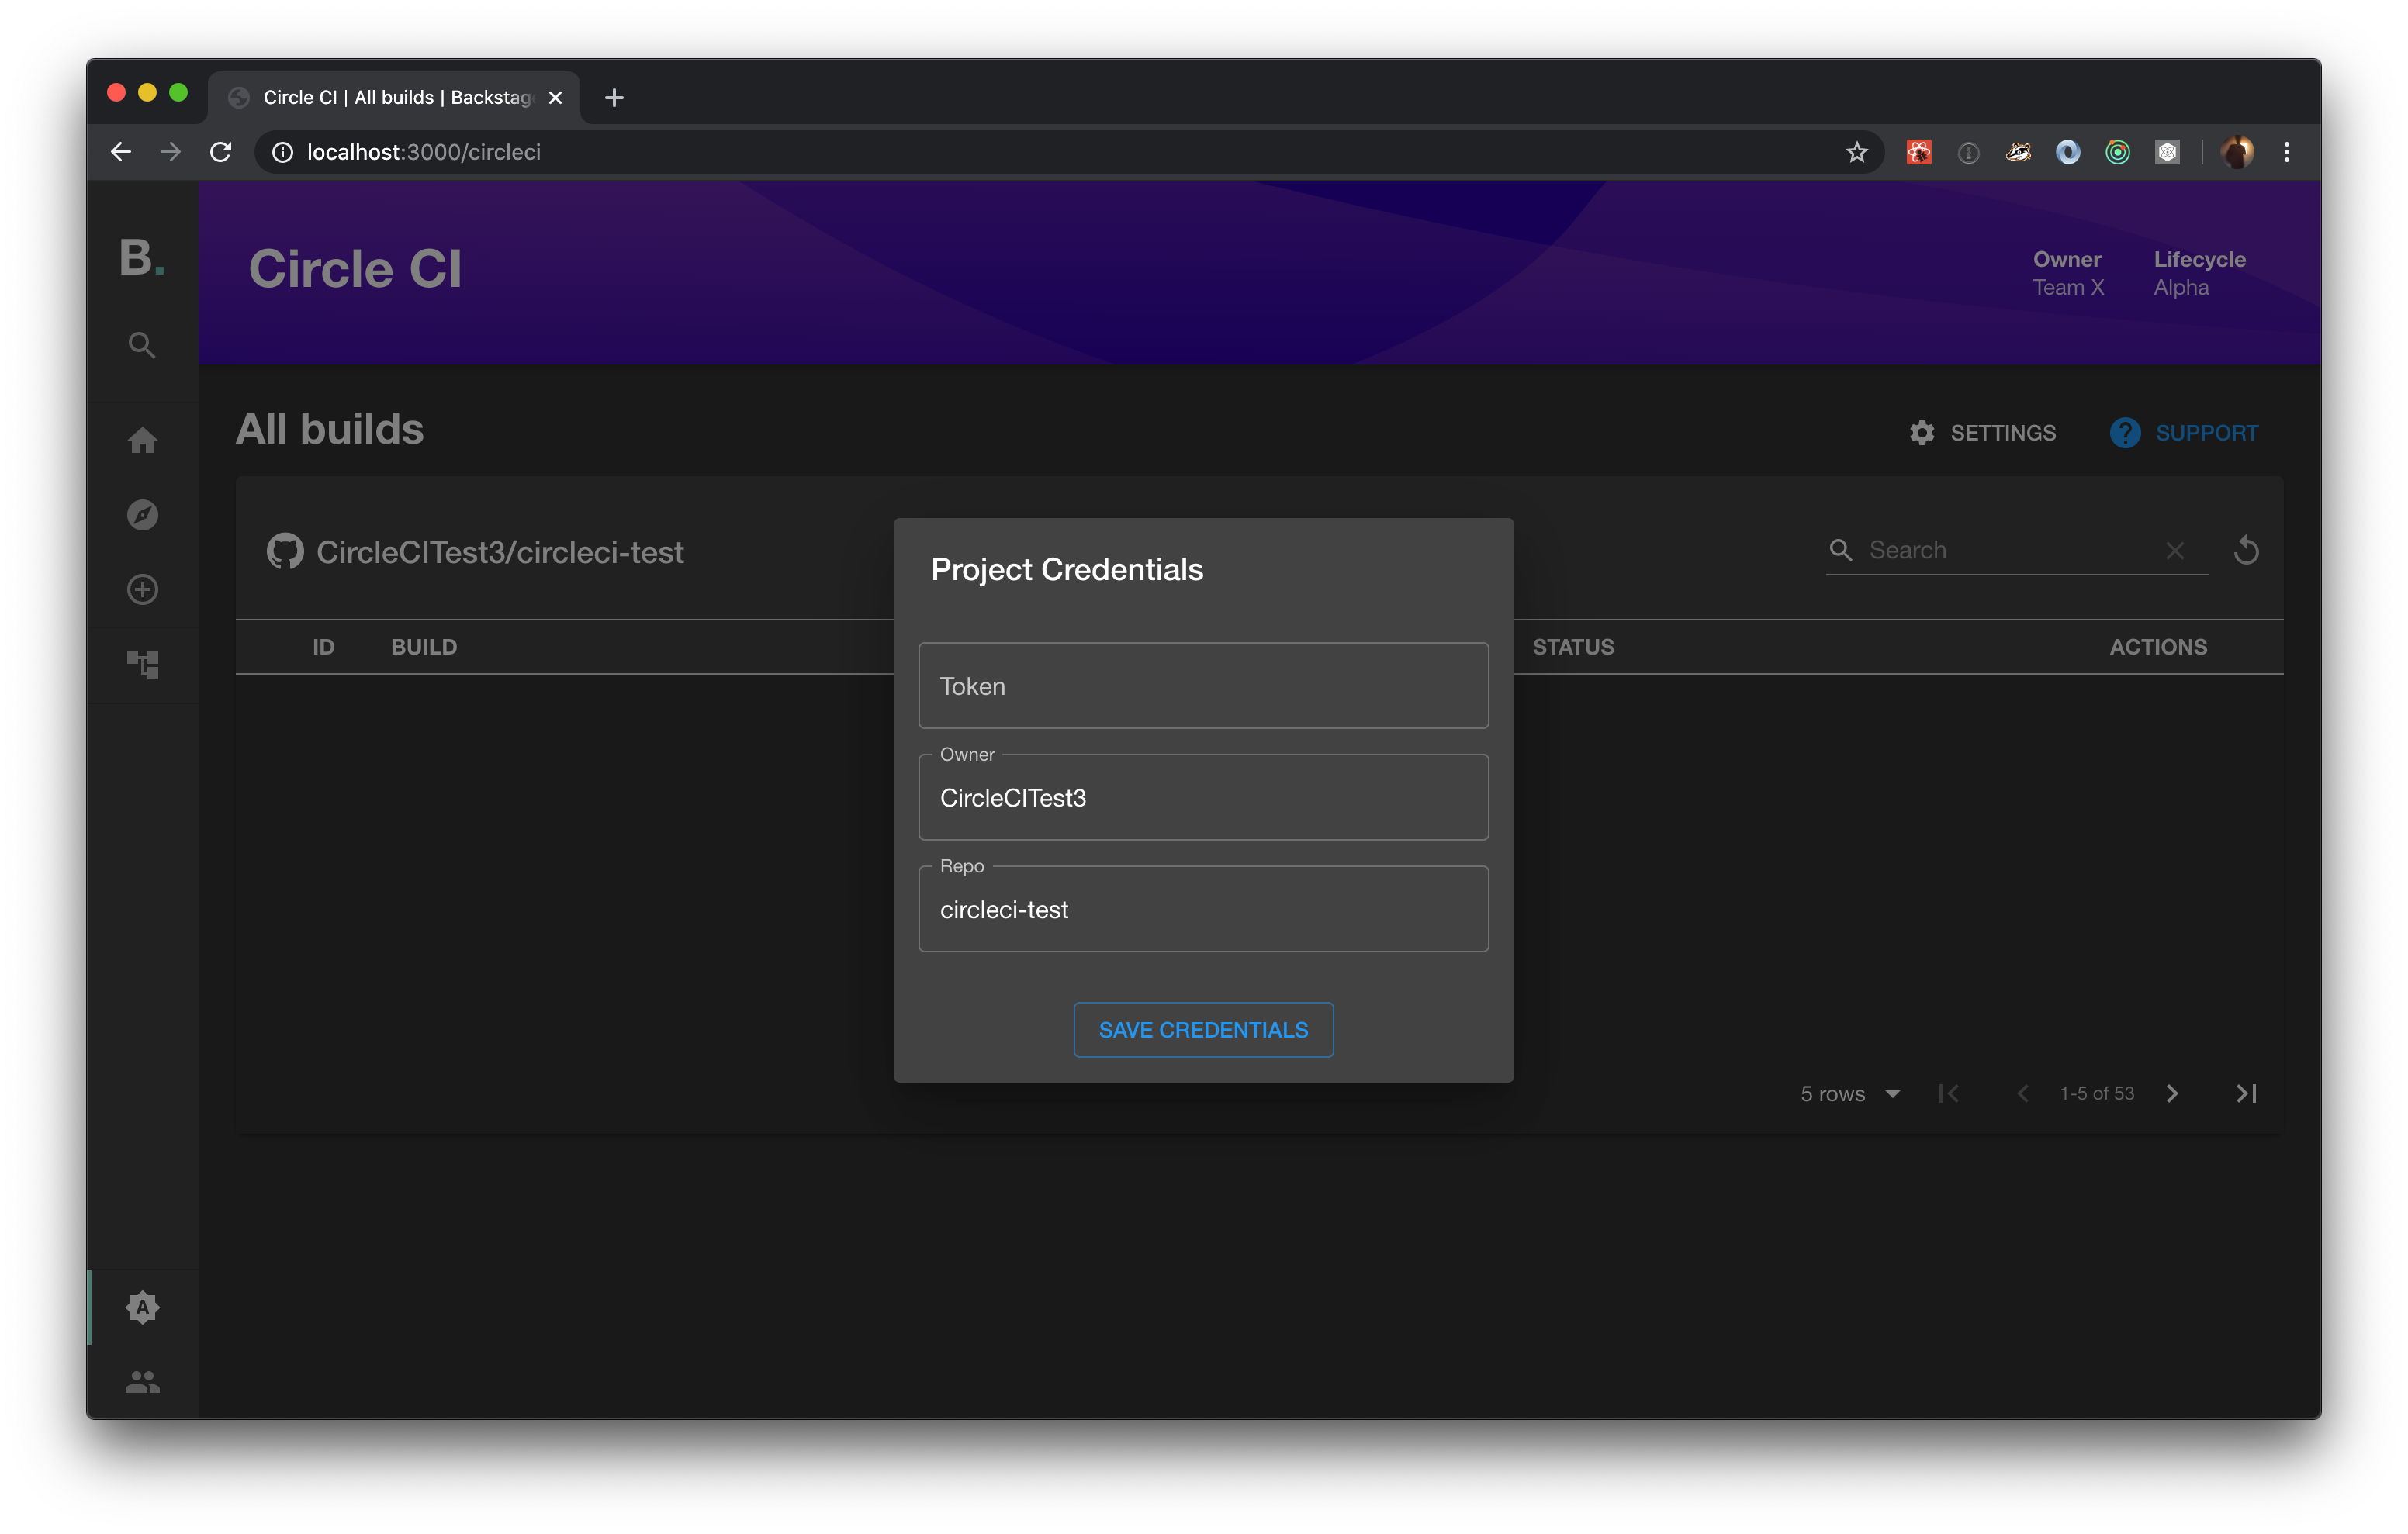 Circle CI | All builds | Backstag
localhost:3000/circleci
B.
Circle CI
Owner
Team X
Lifecycle
Alpha
All builds
SETTINGS
SUPPORT
CircleCITest3/circleci-test
Search
ID BUILD STATUS ACTIONS
Project Credentials
Token
Owner
CircleCITest3
Repo
circleci-test
SAVE CREDENTIALS
5 rows 1-5 of 53
A